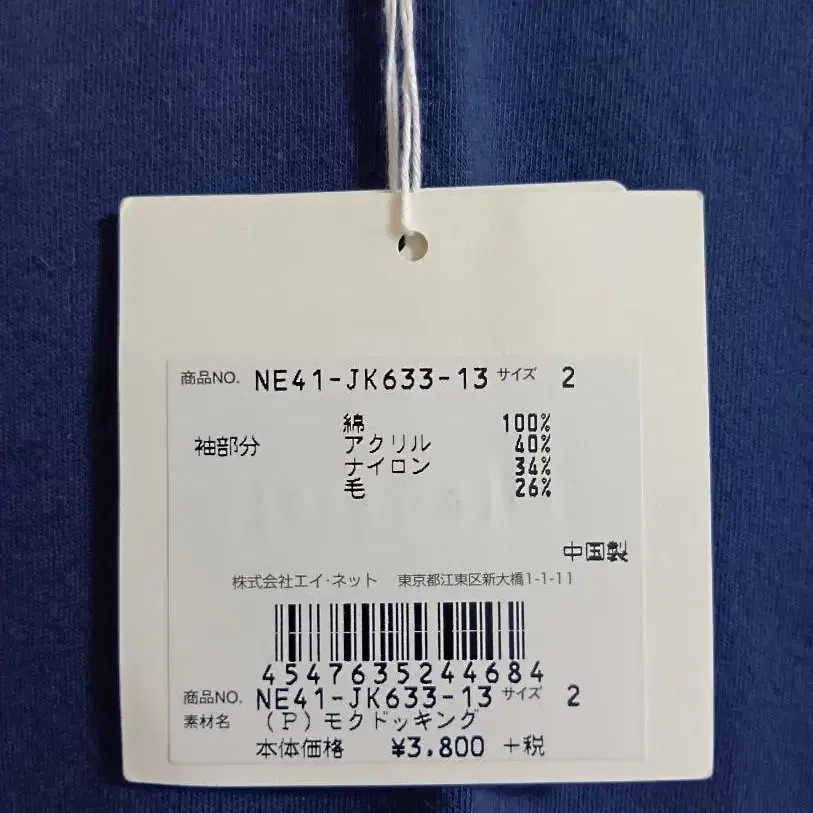 商品NO. NE41-JK633-13 サイズ 2
綿 100%
袖部分 アクリル 40%
ナイロン 34%
毛 26%
中国製
株式会社エイ・ネット 東京都江東区新大橋1-1-11
4547635244684
商品NO. NE41-JK633-13 サイズ 2
素材名 (P)モクドッキング
本体価格 ¥3,800 +税